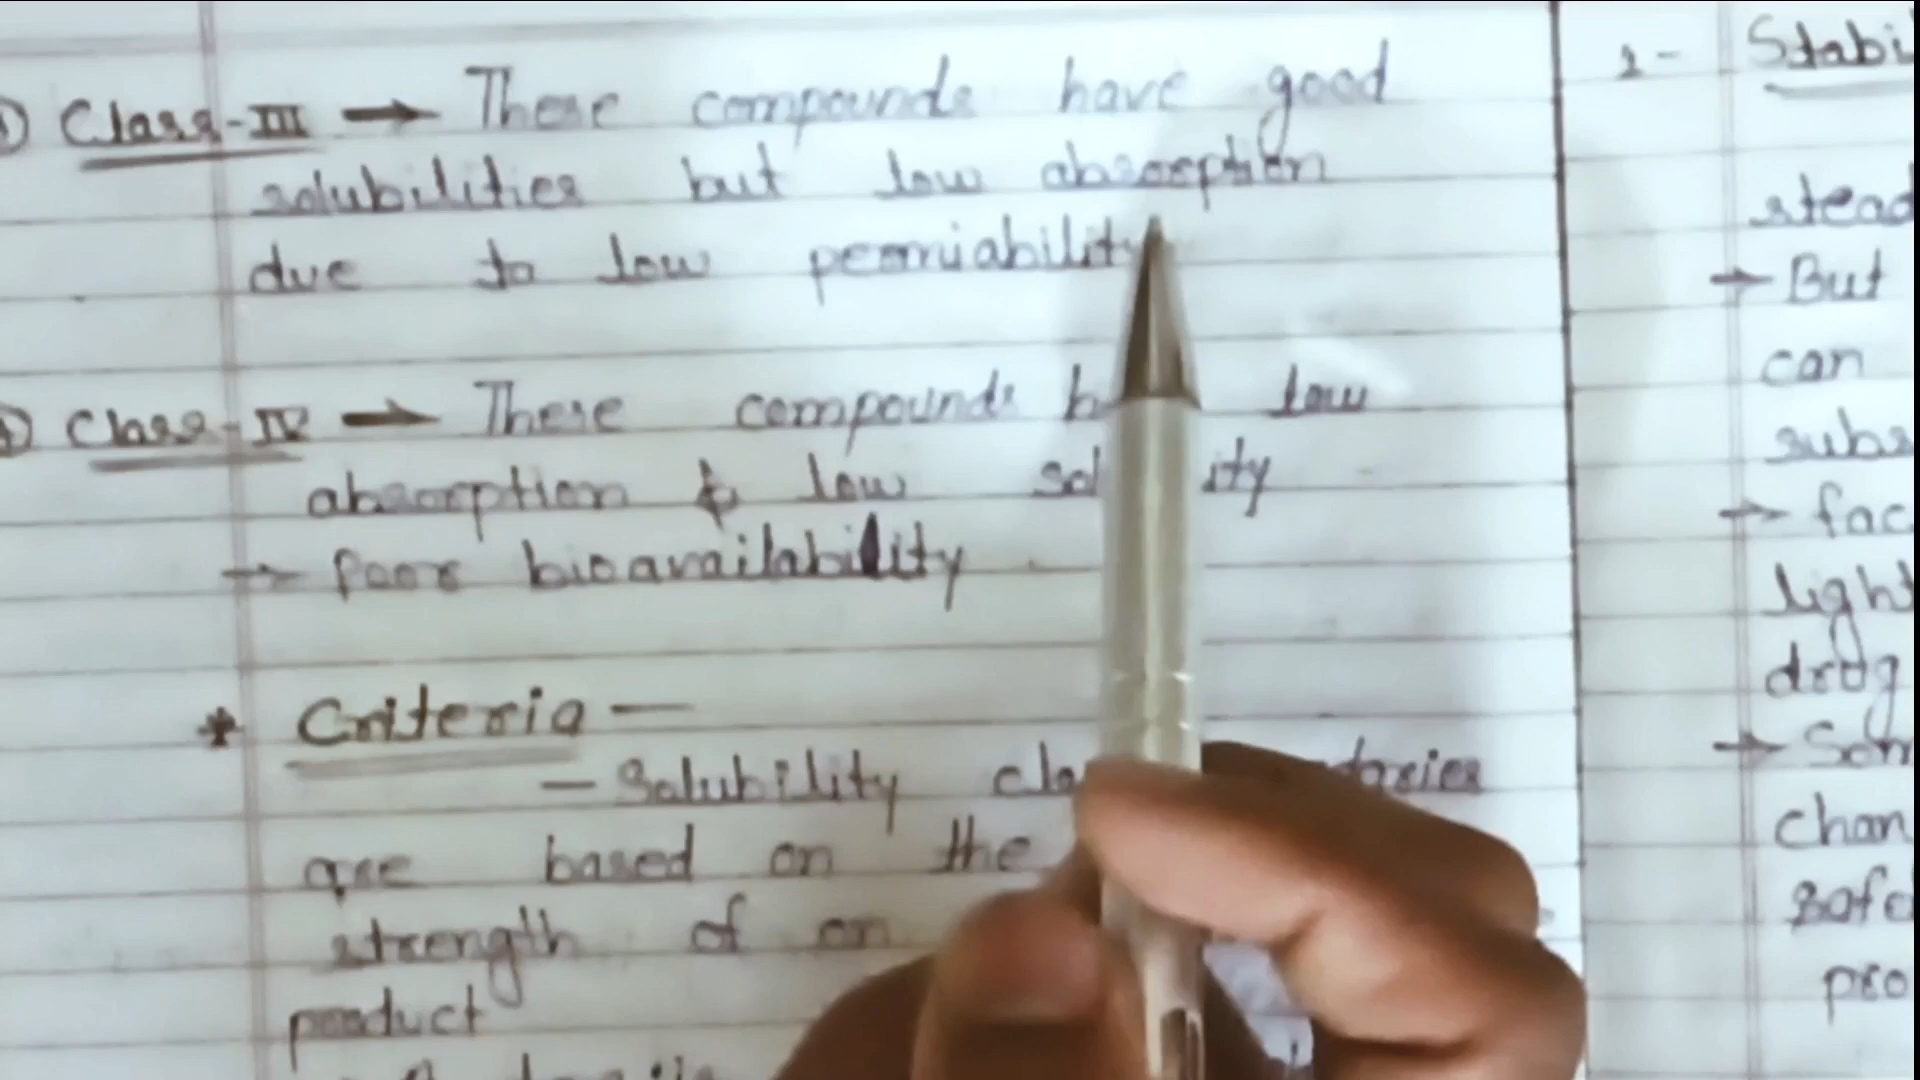 Class-III → These compounds have good
solubilities but low absorption
due to low permiability
Class-IV → These compounds low
absorption & low
→ Poor bioavailability
* Criteria —
- Solubility
are based on the
strength of an
product
1- Stabi
stead
→ But
can
subs
→ fac
light
drug
→ Som
chan
safe
pro